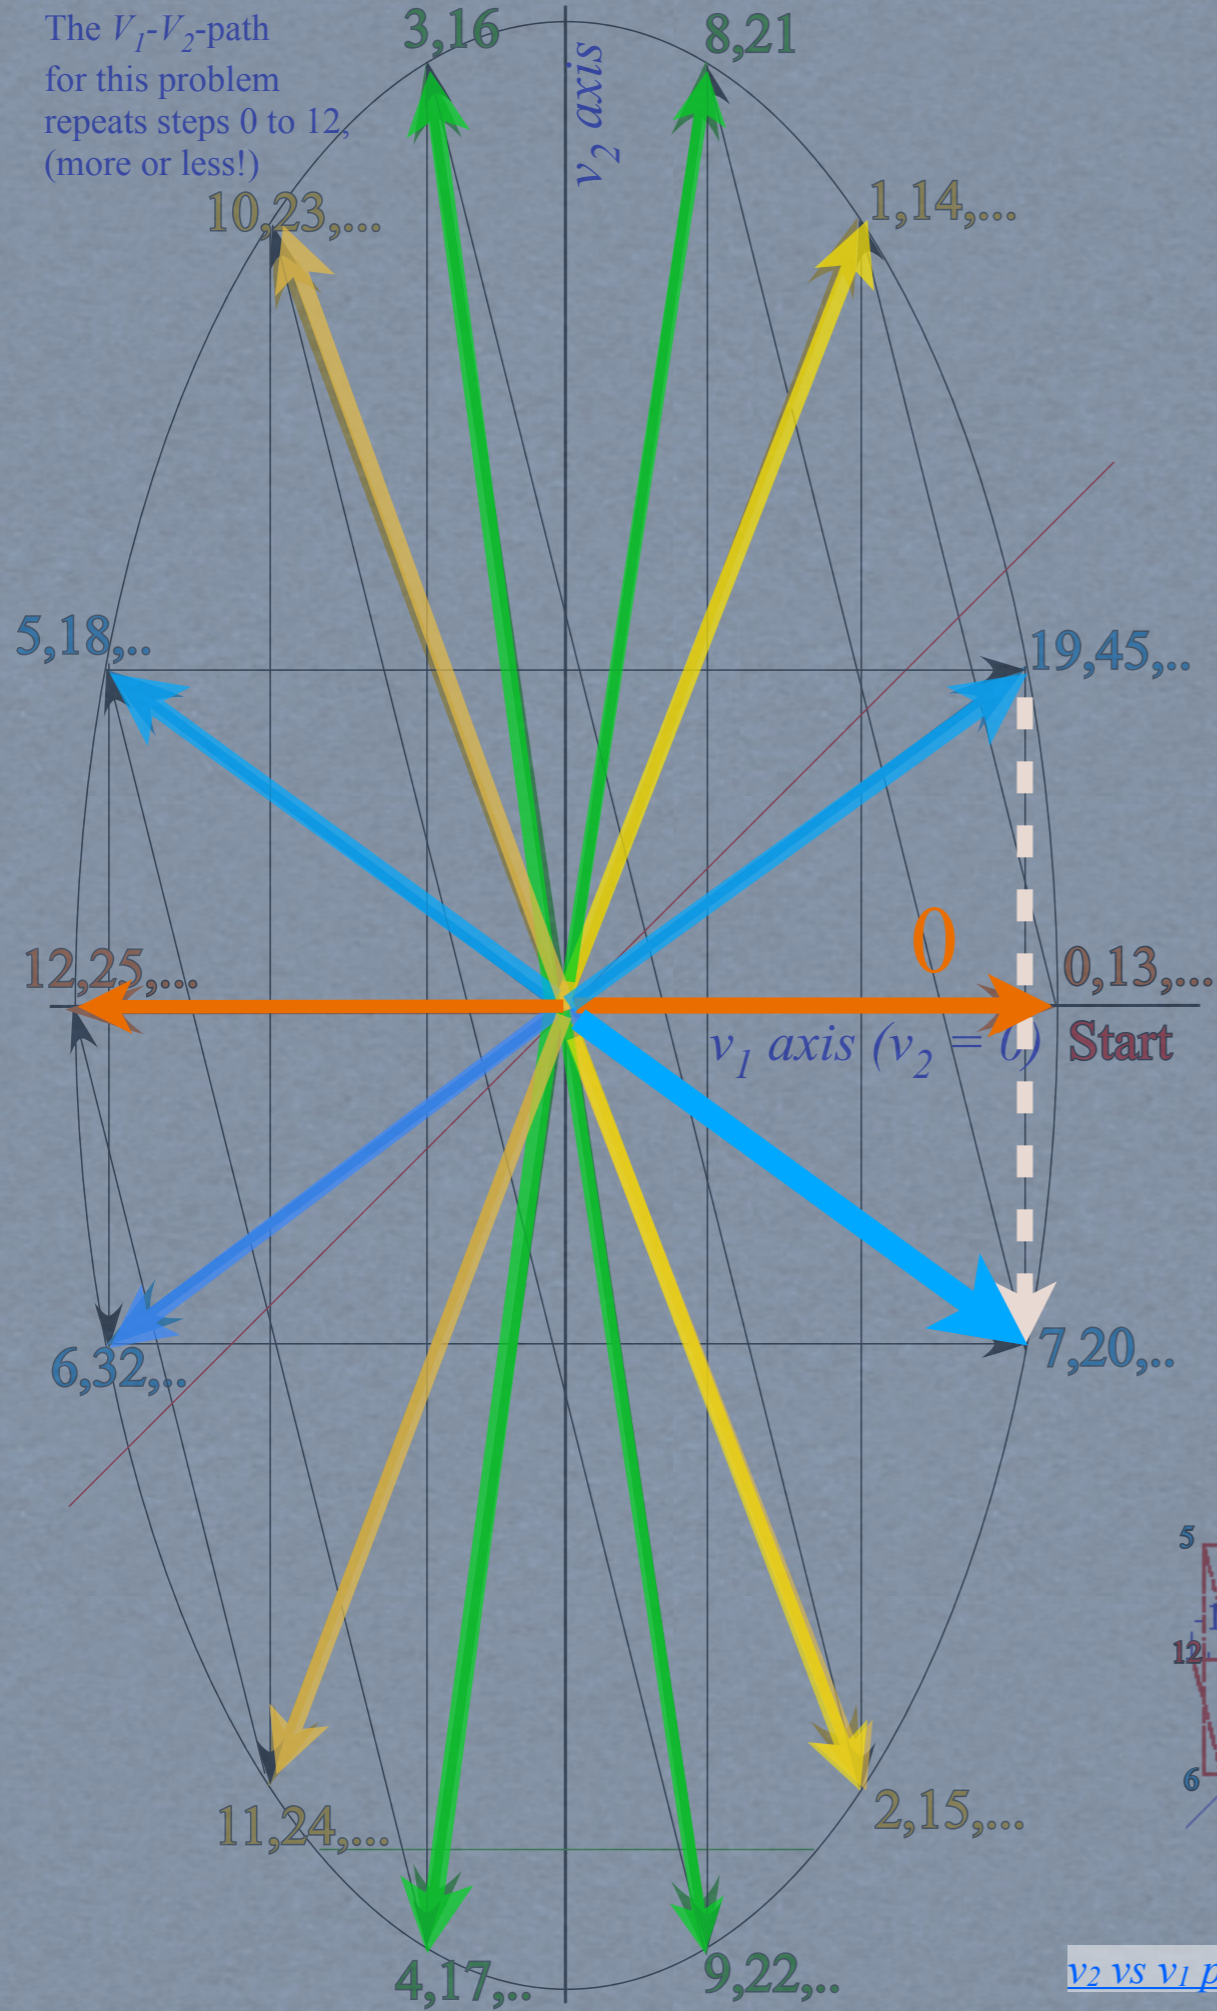 The V1-V2-path
for this problem
repeats steps 0 to 12,
(more or less!)
3,16
8,21
v2 axis
10,23,...
1,14,...
5,18,..
19,45,..
0
12,25,...
0,13,...
v1 axis (v2 = 0)
Start
6,32,..
7,20,..
5
-1
12
6
11,24,...
2,15,...
4,17,..
9,22,..
v2 vs v1 p